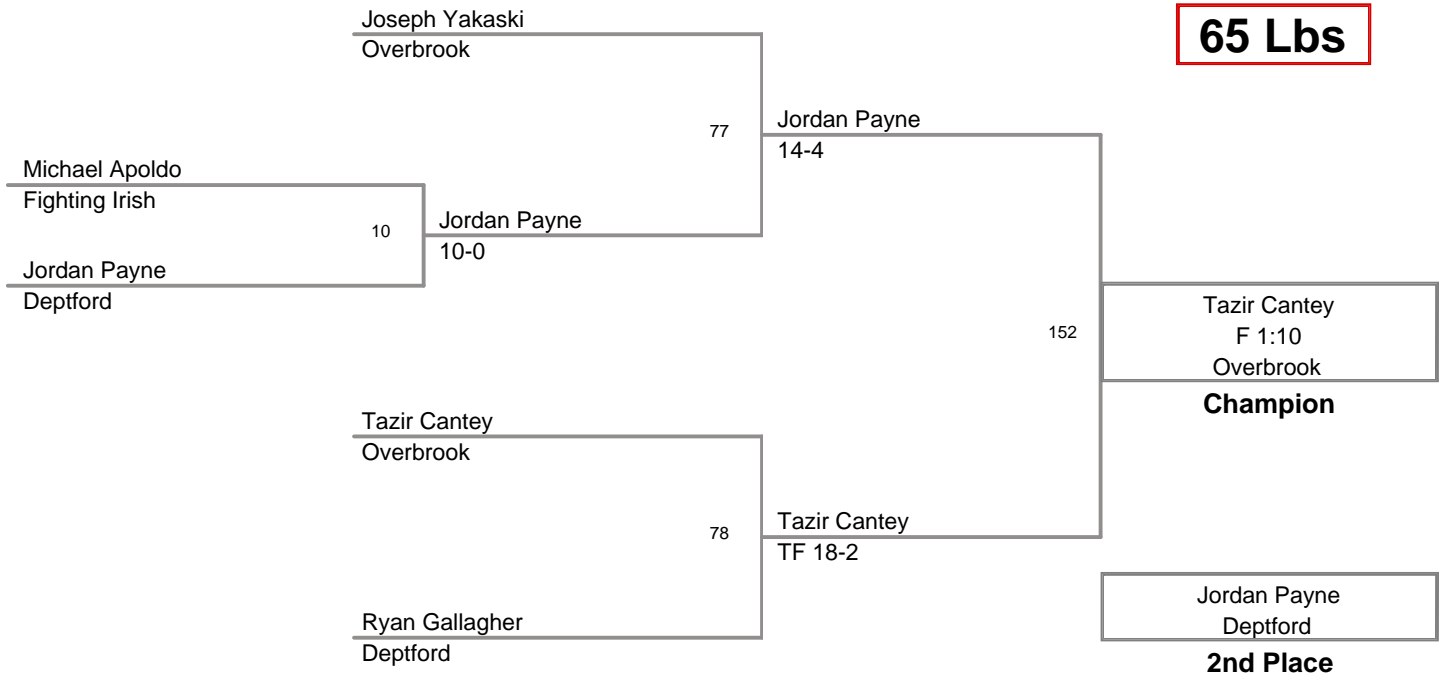 Joseph Yakaski
Overbrook
65 Lbs
77
Jordan Payne
14-4
Michael Apoldo
Fighting Irish
10
Jordan Payne
10-0
Jordan Payne
Deptford
152
Tazir Cantey
F 1:10
Overbrook
Champion
Tazir Cantey
Overbrook
78
Tazir Cantey
TF 18-2
Ryan Gallagher
Deptford
Jordan Payne
Deptford
2nd Place